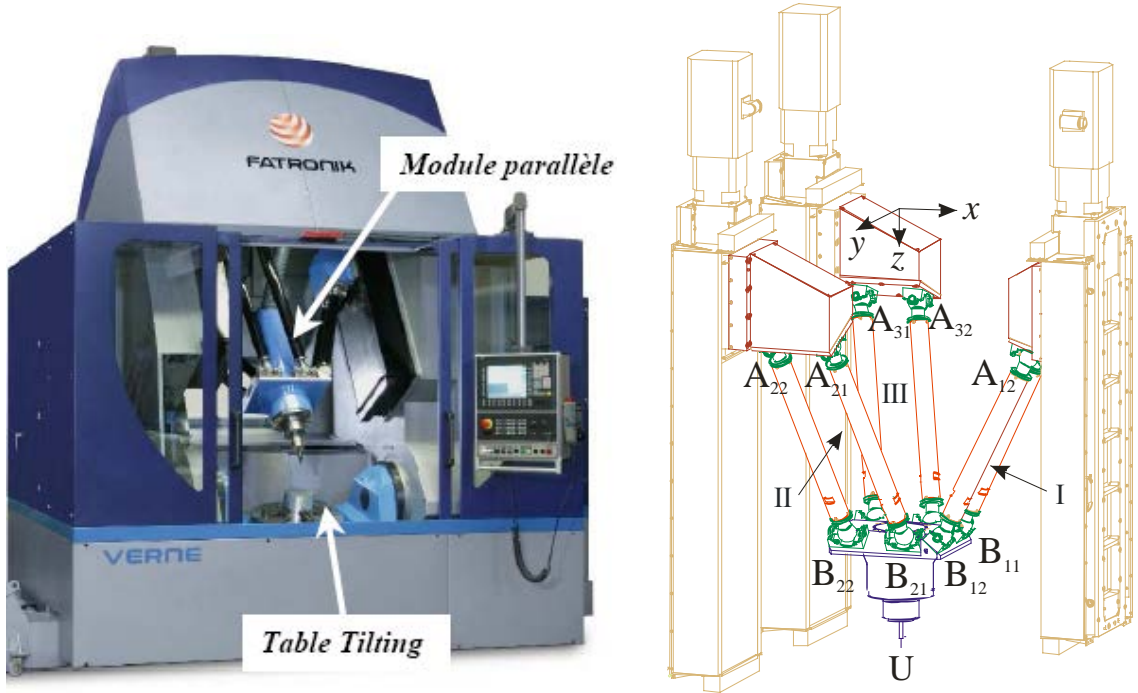 FATRONIK
Module parallèle
VERNE
Table Tilting
x
y
z
A31
A32
A22
A21
A12
III
II
I
B11
B22
B21
B12
U